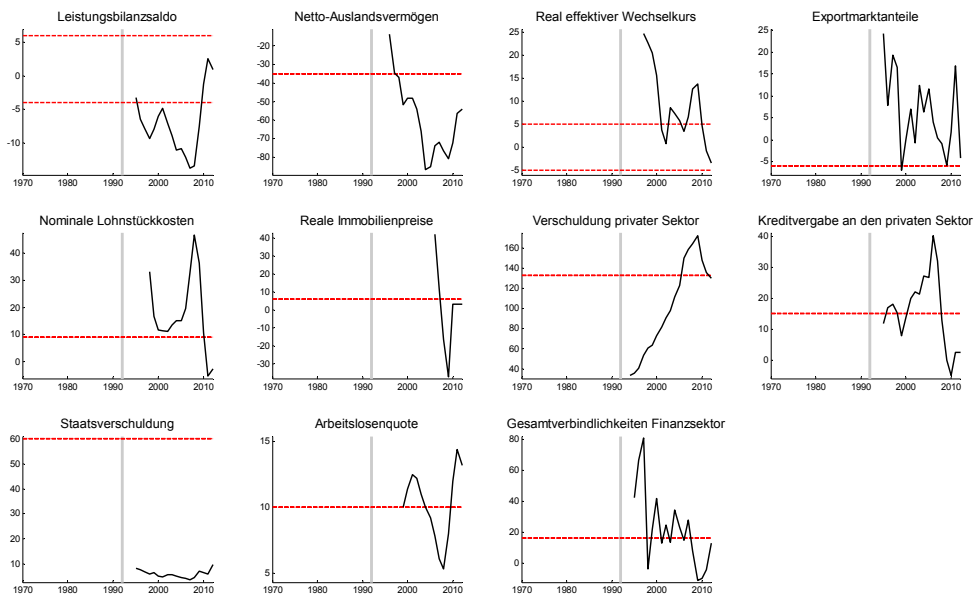 Leistungsbilanzsaldo
5
0
-5
-10
1970 1980 1990 2000 2010
Netto-Auslandsvermögen
-20
-30
-40
-50
-60
-70
-80
1970 1980 1990 2000 2010
Real effektiver Wechselkurs
25
20
15
10
5
0
-5
1970 1980 1990 2000 2010
Exportmarktanteile
25
20
15
10
5
0
-5
1970 1980 1990 2000 2010
Nominale Lohnstückkosten
40
30
20
10
0
1970 1980 1990 2000 2010
Reale Immobilienpreise
40
30
20
10
0
-10
-20
-30
1970 1980 1990 2000 2010
Verschuldung privater Sektor
160
140
120
100
80
60
40
1970 1980 1990 2000 2010
Kreditvergabe an den privaten Sektor
40
30
20
10
0
1970 1980 1990 2000 2010
Staatsverschuldung
60
50
40
30
20
10
1970 1980 1990 2000 2010
Arbeitslosenquote
15
10
5
1970 1980 1990 2000 2010
Gesamtverbindlichkeiten Finanzsektor
80
60
40
20
0
1970 1980 1990 2000 2010